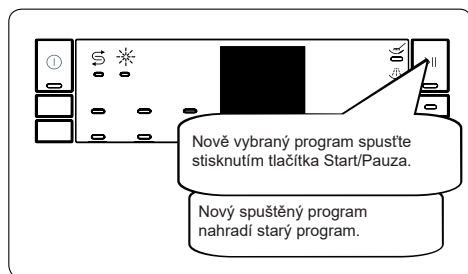 Nově vybraný program spusťte
stisknutím tlačítka Start/Pauza.
Nový spuštěný program
nahradí starý program.